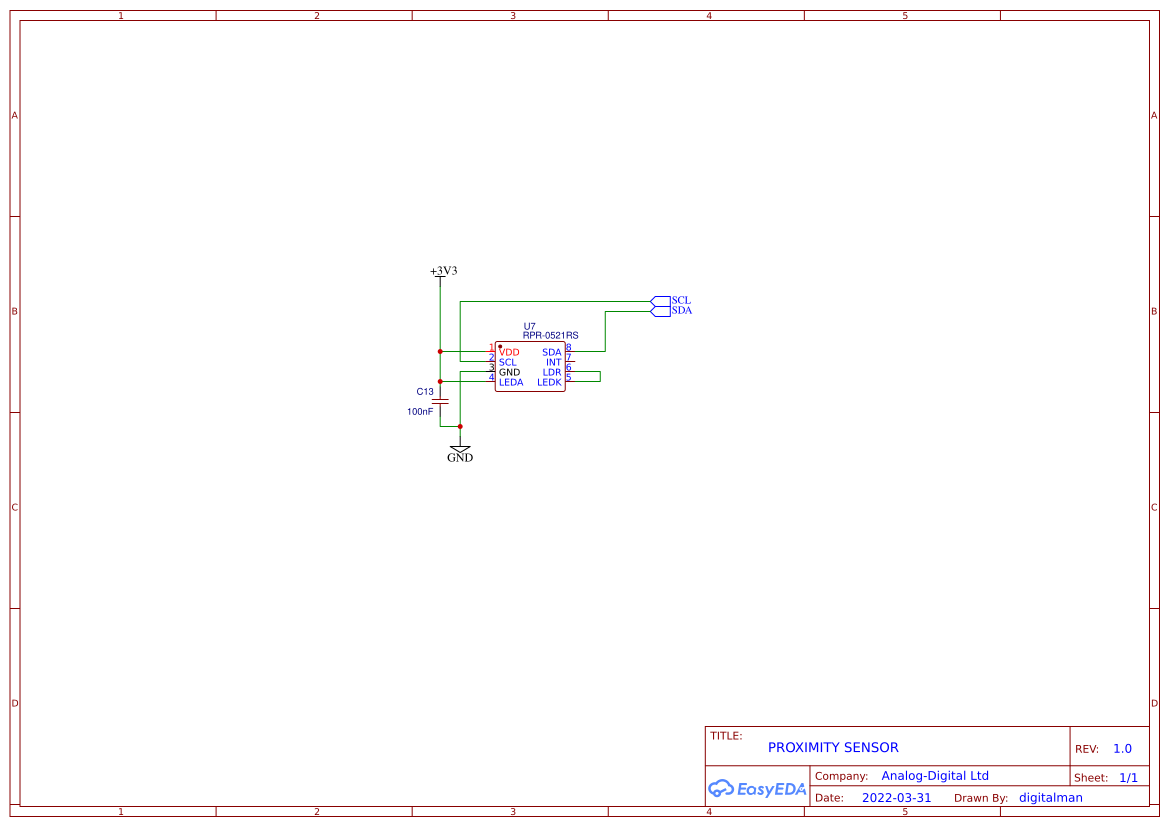 1 2 3 4 5
A A
+3V3
B B
SCL
SDA
U7
RPR-0521RS
1 VDD SDA 8
2 SCL INT 7
3 GND LDR 6
4 LEDA LEDK 5
C13
100nF
GND
C C
D D
TITLE:
PROXIMITY SENSOR
REV: 1.0
EasyEDA
Company: Analog-Digital Ltd
Sheet: 1/1
Date: 2022-03-31 Drawn By: digitalman
1 2 3 4 5